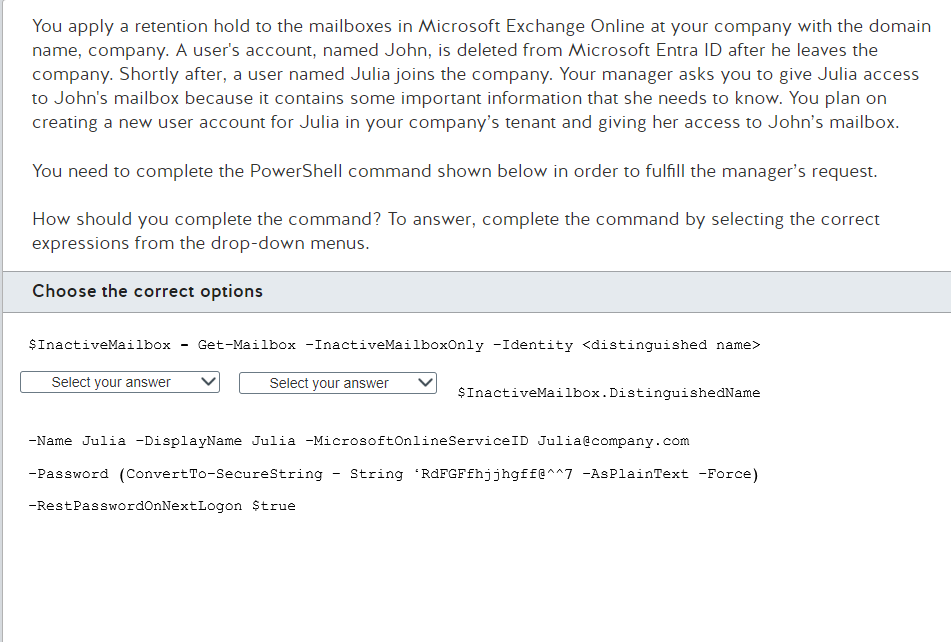 You apply a retention hold to the mailboxes in Microsoft Exchange Online at your company with the domain
name, company. A user's account, named John, is deleted from Microsoft Entra ID after he leaves the
company. Shortly after, a user named Julia joins the company. Your manager asks you to give Julia access
to John's mailbox because it contains some important information that she needs to know. You plan on
creating a new user account for Julia in your company's tenant and giving her access to John's mailbox.
You need to complete the PowerShell command shown below in order to fulfill the manager's request.
How should you complete the command? To answer, complete the command by selecting the correct
expressions from the drop-down menus.
Choose the correct options
$InactiveMailbox - Get-Mailbox -InactiveMailboxOnly -Identity <distinguished name>
Select your answer Select your answer $InactiveMailbox.DistinguishedName
-Name Julia -DisplayName Julia -MicrosoftOnlineServiceID Julia@company.com
-Password (ConvertTo-SecureString - String 'RdFGFfhjjhgff@^^7 -AsPlainText -Force)
-RestPasswordOnNextLogon $true